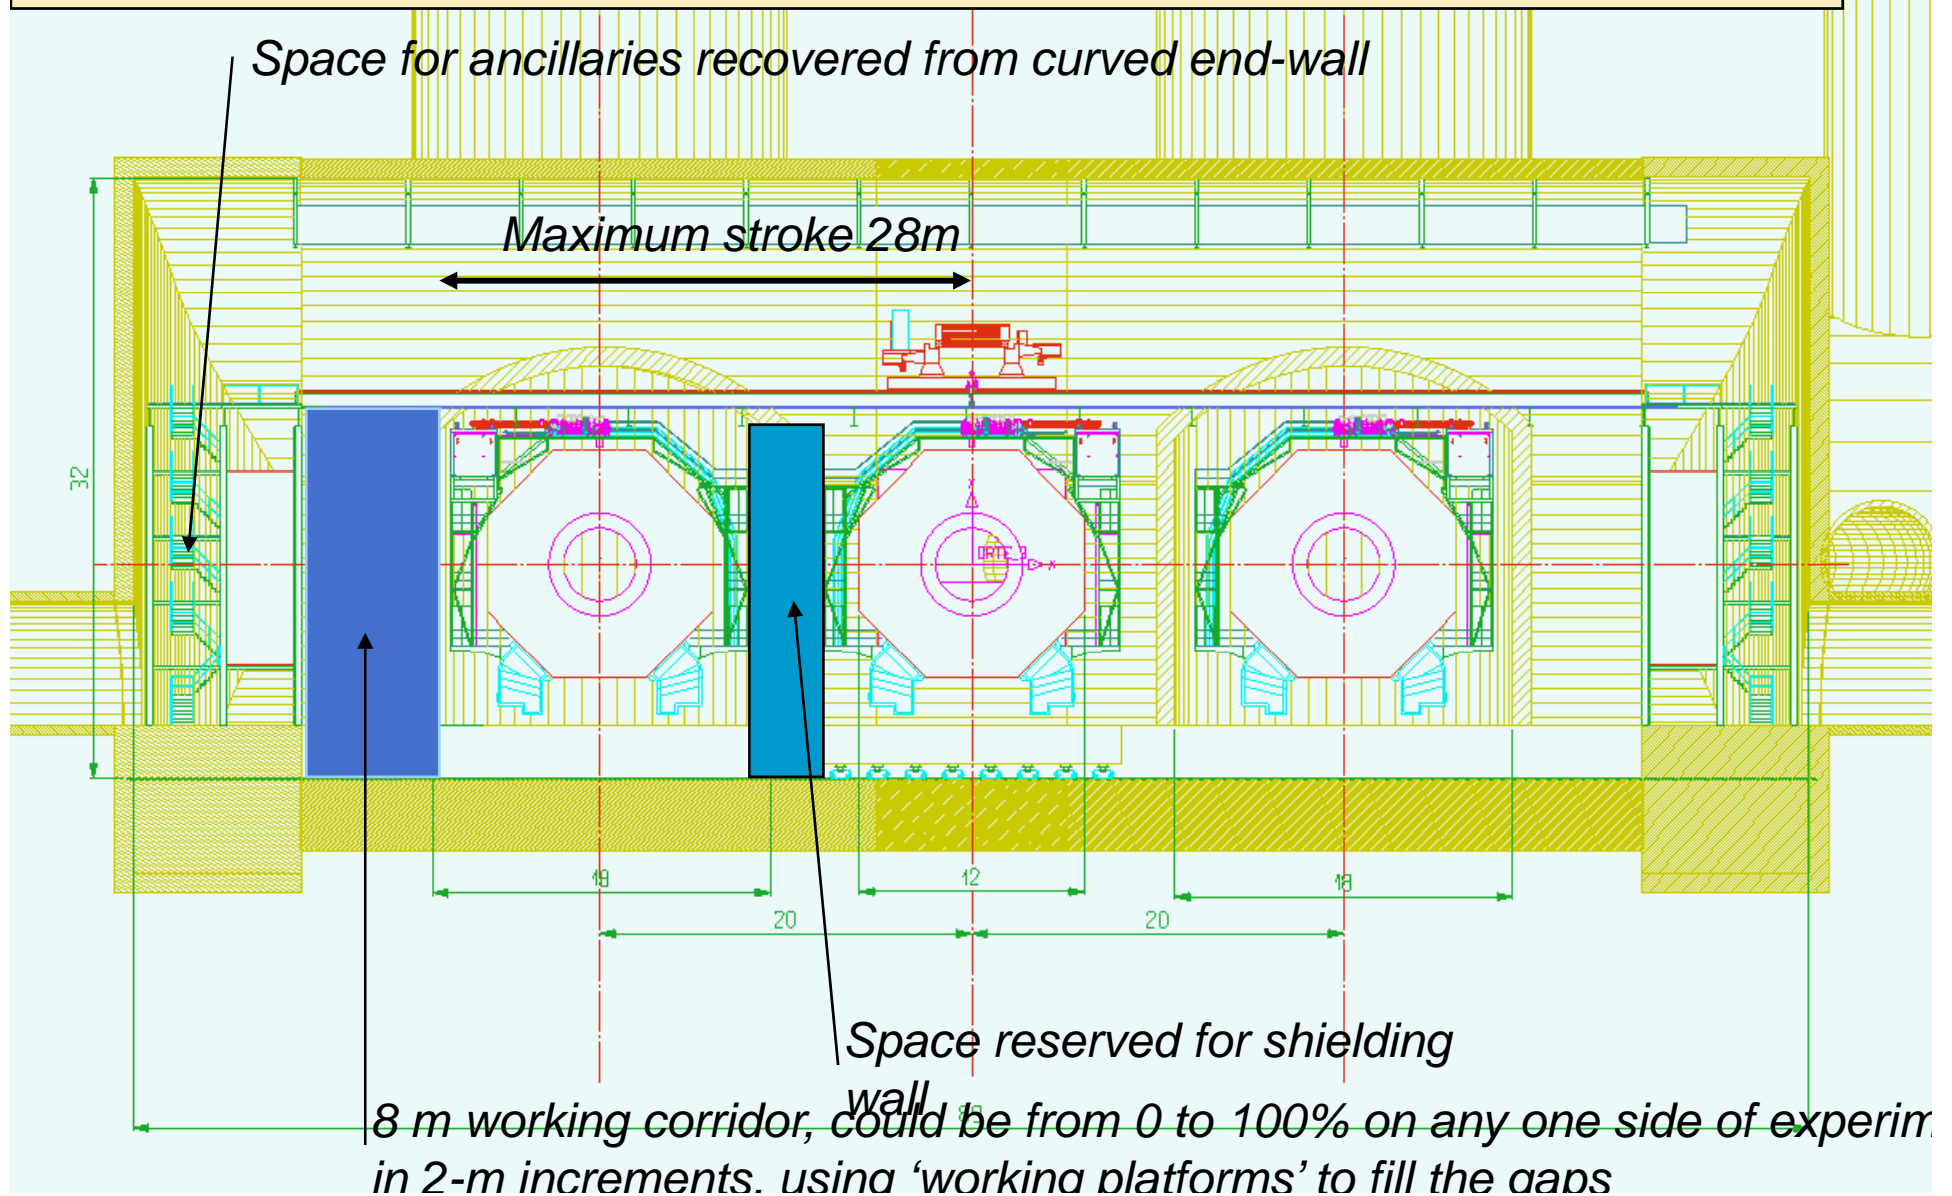 Space for ancillaries recovered from curved end-wall
Maximum stroke 28m
32
18
12
18
20
20
Space reserved for shielding
wall
8 m working corridor, could be from 0 to 100% on any one side of experim
in 2-m increments, using ‘working platforms’ to fill the gaps